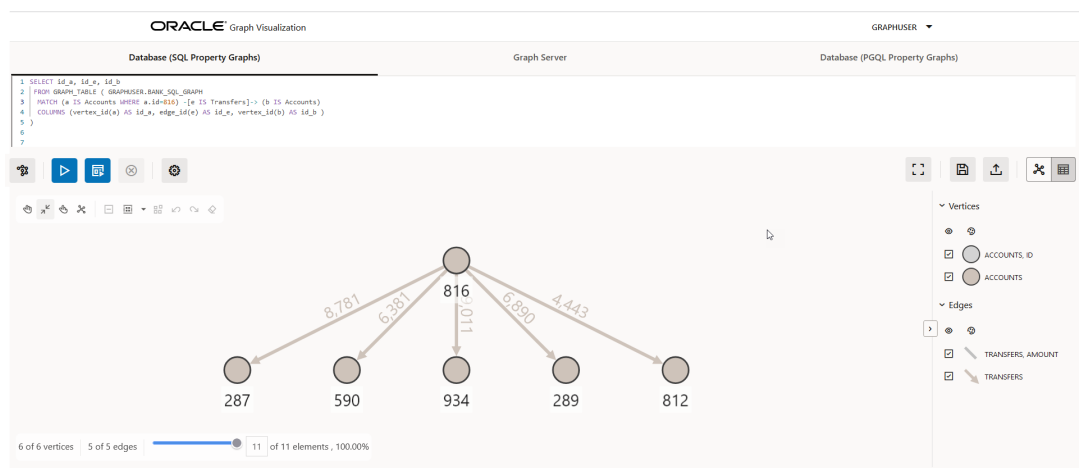 ORACLE® Graph Visualization
GRAPHUSER
Database (SQL Property Graphs)
Graph Server
Database (PGQL Property Graphs)
1 SELECT id_a, id_e, id_b
2 FROM GRAPH_TABLE ( GRAPHUSER.BANK_SQL_GRAPH
3 MATCH (a IS Accounts WHERE a.id=816) -[e IS Transfers]-> (b IS Accounts)
4 COLUMNS (vertex_id(a) AS id_a, edge_id(e) AS id_e, vertex_id(b) AS id_b )
5 )
6
7
Vertices
ACCOUNTS, ID
ACCOUNTS
Edges
TRANSFERS, AMOUNT
TRANSFERS
816
8,781
6,381
9,011
6,890
4,443
287
590
934
289
812
6 of 6 vertices
5 of 5 edges
11 of 11 elements , 100.00%